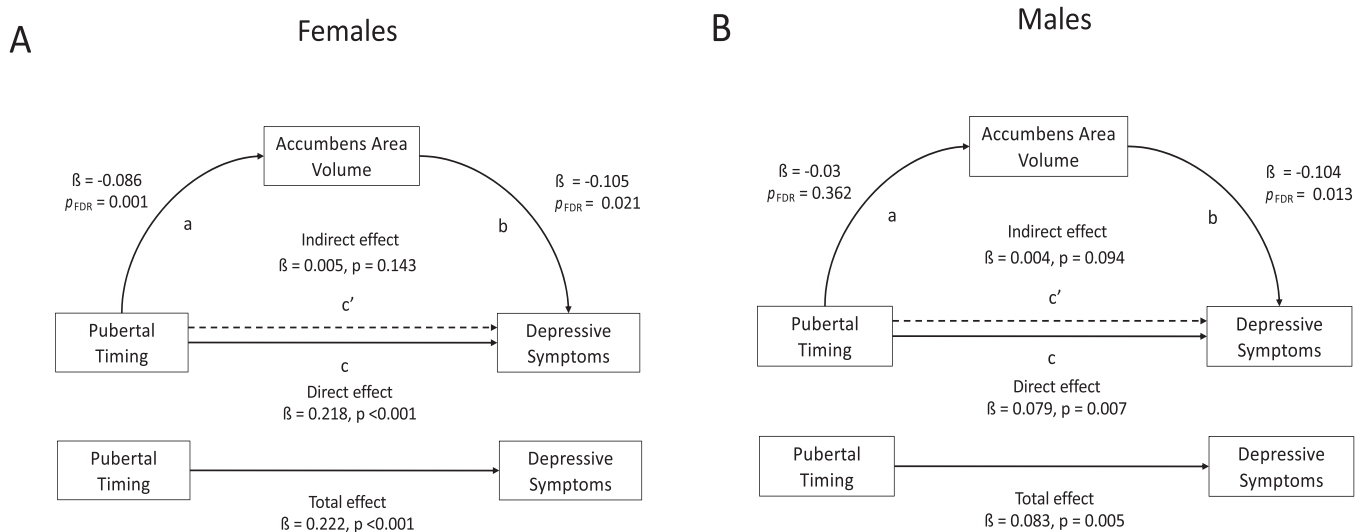 A
Females
Accumbens Area
Volume
ß = -0.086
pFDR = 0.001
a
ß = -0.105
pFDR = 0.021
b
Indirect effect
ß = 0.005, p = 0.143
c’
Pubertal
Timing
Depressive
Symptoms
c
Direct effect
ß = 0.218, p <0.001
Pubertal
Timing
Depressive
Symptoms
Total effect
ß = 0.222, p <0.001
B
Males
Accumbens Area
Volume
ß = -0.03
pFDR = 0.362
a
ß = -0.104
pFDR = 0.013
b
Indirect effect
ß = 0.004, p = 0.094
c’
Pubertal
Timing
Depressive
Symptoms
c
Direct effect
ß = 0.079, p = 0.007
Pubertal
Timing
Depressive
Symptoms
Total effect
ß = 0.083, p = 0.005